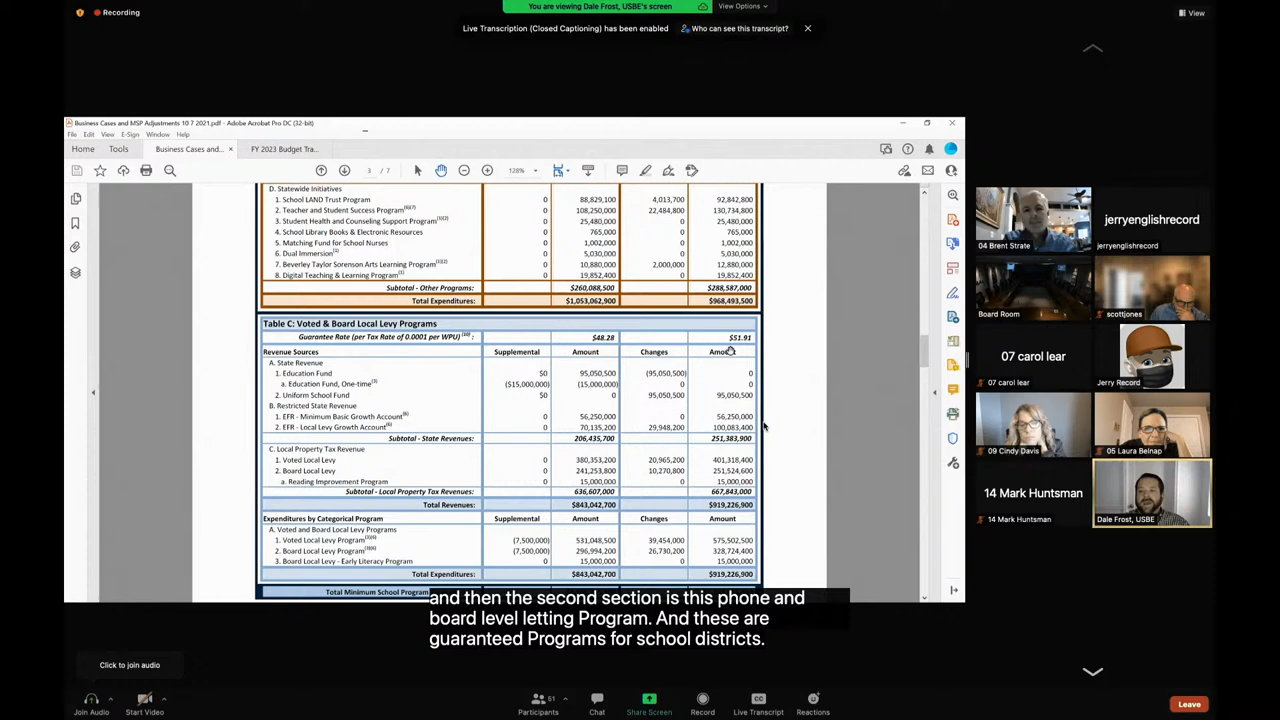 Recording
You are viewing Dale Frost, USBE's screen
View Options
View
Live Transcription (Closed Captioning) has been enabled
Who can see this transcript?
Business Cases and MSP Adjustments 10 7 2021.pdf - Adobe Acrobat Pro DC (32-bit)
File Edit View E-Sign Window Help
Home Tools Business Cases and... × FY 2023 Budget Tra...
3 / 7 128%
D. Statewide Initiatives
1. School LAND Trust Program 0 88,829,100 4,013,700 92,842,800
2. Teacher and Student Success Program(6)(7) 0 108,250,000 22,484,800 130,734,800
3. Student Health and Counseling Support Program(1)(2) 0 25,480,000 0 25,480,000
4. School Library Books & Electronic Resources 0 765,000 0 765,000
5. Matching Fund for School Nurses 0 1,002,000 0 1,002,000
6. Dual Immersion(1) 0 5,030,000 0 5,030,000
7. Beverley Taylor Sorenson Arts Learning Program(1)(2) 0 10,880,000 2,000,000 12,880,000
8. Digital Teaching & Learning Program(1) 0 19,852,400 0 19,852,400
Subtotal - Other Programs: $260,088,500 $288,587,000
Total Expenditures: $1,053,062,900 $968,493,500
Table C: Voted & Board Local Levy Programs
Guarantee Rate (per Tax Rate of 0.0001 per WPU)(10) : $48.28 $51.91
Revenue Sources Supplemental Amount Changes Amount
A. State Revenue
1. Education Fund $0 95,050,500 (95,050,500) 0
a. Education Fund, One-time(3) ($15,000,000) (15,000,000) 0 0
2. Uniform School Fund $0 0 95,050,500 95,050,500
B. Restricted State Revenue
1. EFR - Minimum Basic Growth Account(6) 0 56,250,000 0 56,250,000
2. EFR - Local Levy Growth Account(6) 0 70,135,200 29,948,200 100,083,400
Subtotal - State Revenues: 206,435,700 251,383,900
C. Local Property Tax Revenue
1. Voted Local Levy 0 380,353,200 20,965,200 401,318,400
2. Board Local Levy 0 241,253,800 10,270,800 251,524,600
a. Reading Improvement Program 0 15,000,000 0 15,000,000
Subtotal - Local Property Tax Revenues: 636,607,000 667,843,000
Total Revenues: $843,042,700 $919,226,900
Expenditures by Categorical Program Supplemental Amount Changes Amount
A. Voted and Board Local Levy Programs
1. Voted Local Levy Program(3)(6) (7,500,000) 531,048,500 39,454,000 575,502,500
2. Board Local Levy Program(3)(6) (7,500,000) 296,994,200 26,730,200 328,724,400
3. Board Local Levy - Early Literacy Program 0 15,000,000 0 15,000,000
Total Expenditures: $843,042,700 $919,226,900
Total Minimum School Program
and then the second section is this phone and
board level letting Program. And these are
guaranteed Programs for school districts.
04 Brent Strate
jerryenglishrecord
jerryenglishrecord
Board Room
scottjones
07 carol lear
07 carol lear
Jerry Record
09 Cindy Davis
05 Laura Belnap
14 Mark Huntsman
14 Mark Huntsman
Dale Frost, USBE
Click to join audio
Join Audio
Start Video
51
Participants
Chat
Share Screen
Record
CC
Live Transcript
Reactions
Leave